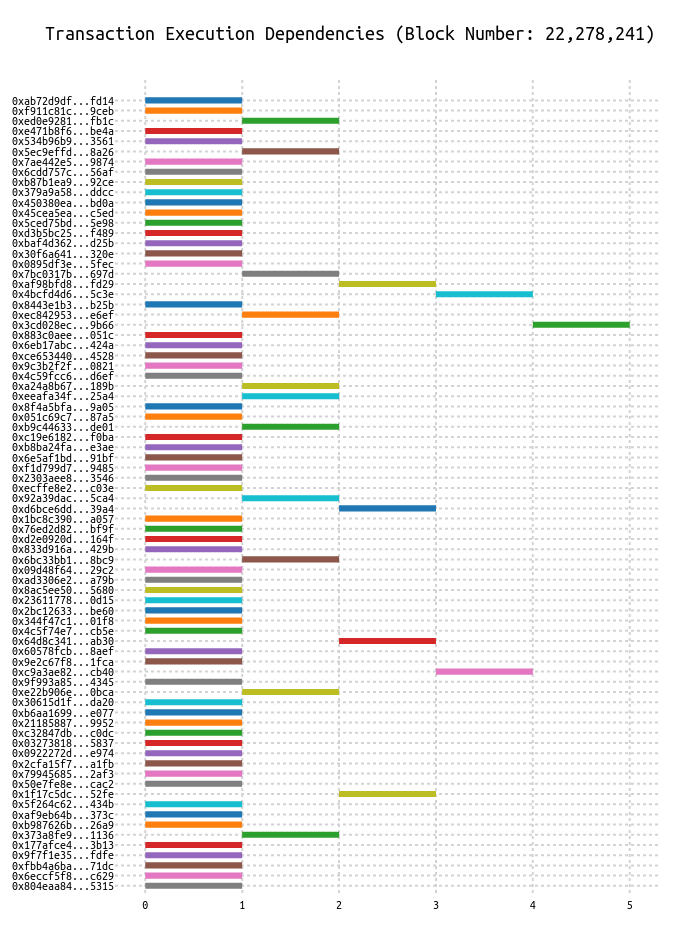 Transaction Execution Dependencies (Block Number: 22,278,241)
0xab72d9df...fd14
0xf911c81c...9ceb
0xed0e9281...fb1c
0xe471b8f6...be4a
0x534b96b9...3561
0x5ec9effd...8a26
0x7ae442e5...9874
0x6cdd757c...56af
0xb87b1ea9...92ce
0x379a9a58...ddcc
0x450380ea...bd0a
0x45cea5ea...c5ed
0x5ced75bd...5e98
0xd3b5bc25...f489
0xbaf4d362...d25b
0x30f6a641...320e
0x0895df3e...5fec
0x7bc0317b...697d
0xaf98bfd8...fd29
0x4bcfd4d6...5c3e
0x8443e1b3...b25b
0xec842953...e6ef
0x3cd028ec...9b66
0x883c0aee...051c
0x6eb17abc...424a
0xce653440...4528
0x9c3b2f2f...0821
0x4c59fcc6...d6ef
0xa24a8b67...189b
0xeeafa34f...25a4
0x8f4a5bfa...9a05
0x051c69c7...87a5
0xb9c44633...de01
0xc19e6182...f0ba
0xb8ba24fa...e3ae
0x6e5af1bd...91bf
0xf1d799d7...9485
0x2303aee8...3546
0xecffe8e2...c03e
0x92a39dac...5ca4
0xd6bce6dd...39a4
0x1bc8c390...a057
0x76ed2d82...bf9f
0xd2e0920d...164f
0x833d916a...429b
0x6bc33bb1...8bc9
0x09d48f64...29c2
0xad3306e2...a79b
0x8ac5ee50...5680
0x23611778...0d15
0x2bc12633...be60
0x344f47c1...01f8
0x4c5f74e7...cb5e
0x64d8c341...ab30
0x60578fcb...8aef
0x9e2c67f8...1fca
0xc9a3ae82...cb40
0x9f993a85...4345
0xe22b906e...0bca
0x30615d1f...da20
0xb6aa1699...e077
0x21185887...9952
0xc32847db...c0dc
0x03273818...5837
0x0922272d...e974
0x2cfa15f7...a1fb
0x79945685...2af3
0x50e7fe8e...cac2
0x1f17c5dc...52fe
0x5f264c62...434b
0xaf9eb64b...373c
0xb987626b...26a9
0x373a8fe9...1136
0x177afce4...3b13
0x9f7f1e35...fdfe
0xfbb4a6ba...71dc
0x6eccf5f8...c629
0x804eaa84...5315
0 1 2 3 4 5